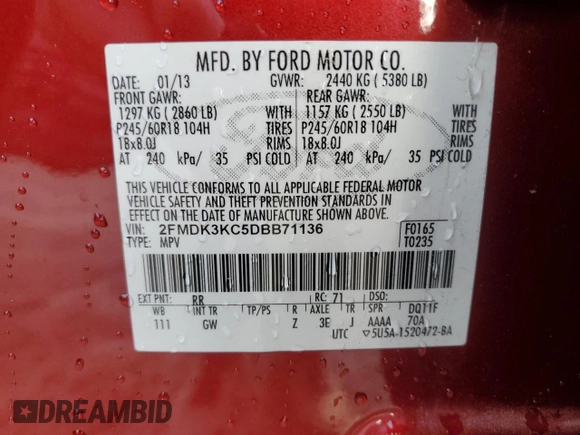 MFD. BY FORD MOTOR CO.
DATE: 01/13 GVWR: 2440 KG ( 5380 LB)
FRONT GAWR: REAR GAWR:
1297 KG ( 2860 LB) WITH 1157 KG ( 2550 LB) WITH
P245/60R18 104H TIRES P245/60R18 104H TIRES
18x8.0J RIMS 18x8.0J RIMS
AT 240 kPa/ 35 PSI COLD AT 240 kPa/ 35 PSI COLD
THIS VEHICLE CONFORMS TO ALL APPLICABLE FEDERAL MOTOR
VEHICLE SAFETY AND THEFT PREVENTION STANDARDS IN
EFFECT ON THE DATE OF MANUFACTURE SHOWN ABOVE.
VIN: 2FMDK3KC5DBB71136 F0165
TYPE: MPV T0235
EXT PNT: RR RC: 71 DSO:
WB INT TR TP/PS R AXLE TR SPR DQ11F
111 GW Z 3E J AAAA 70A
UTC ▽5U5A-1520472-BA
DREAMBID